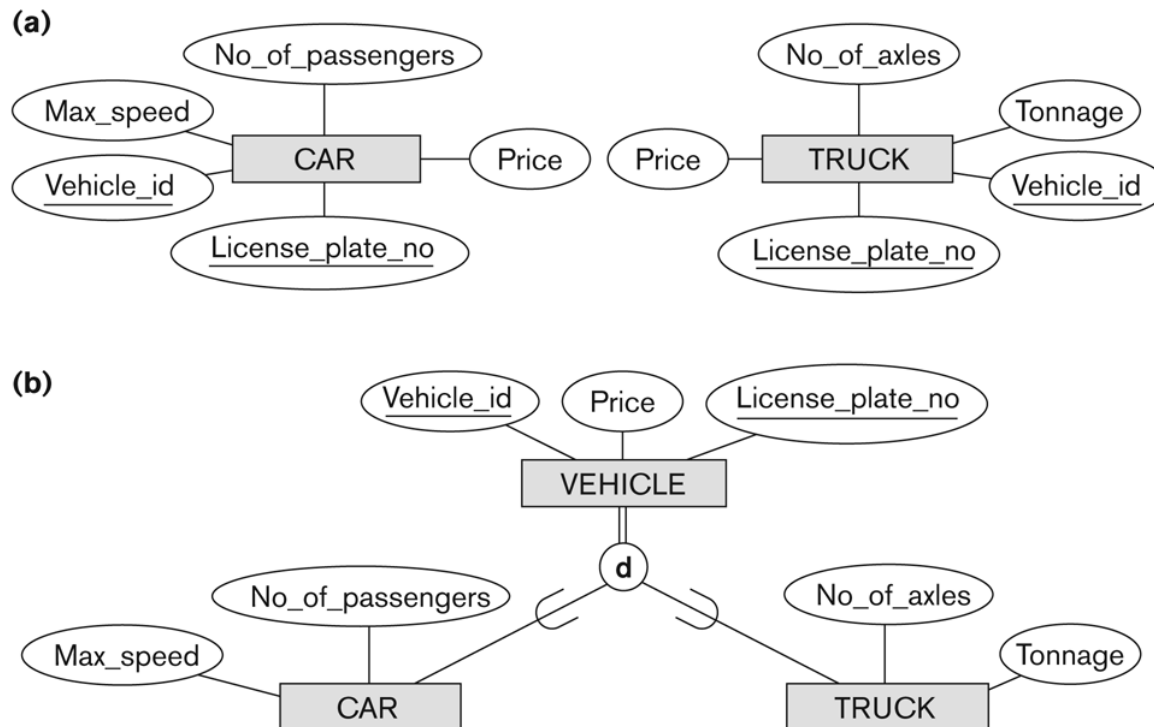 (a)
No_of_passengers
No_of_axles
Max_speed
Tonnage
CAR
Price
Price
TRUCK
Vehicle_id
Vehicle_id
License_plate_no
License_plate_no
(b)
Vehicle_id
Price
License_plate_no
VEHICLE
d
No_of_passengers
No_of_axles
Max_speed
Tonnage
CAR
TRUCK